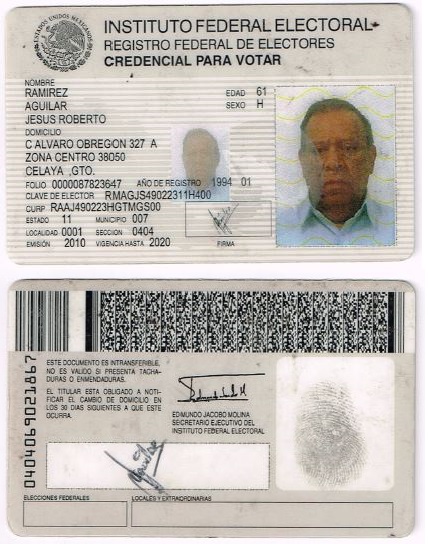 ESTADOS UNIDOS MEXICANOS
INSTITUTO FEDERAL ELECTORAL
REGISTRO FEDERAL DE ELECTORES
CREDENCIAL PARA VOTAR
NOMBRE
RAMIREZ
AGUILAR
JESUS ROBERTO
EDAD 61
SEXO H
DOMICILIO
C ALVARO OBREGON 327 A
ZONA CENTRO 38050
CELAYA ,GTO.
FOLIO 0000087823647 AÑO DE REGISTRO 1994 01
CLAVE DE ELECTOR RMAGJS49022311H400
CURP RAAJ490223HGTMGS00
ESTADO 11 MUNICIPIO 007
LOCALIDAD 0001 SECCION 0404
EMISIÓN 2010 VIGENCIA HASTA 2020
FIRMA
0404069021867
ESTE DOCUMENTO ES INTRANSFERIBLE,
NO ES VALIDO SI PRESENTA TACHA-
DURAS O ENMENDADURAS.
EL TITULAR ESTA OBLIGADO A NOTI-
FICAR EL CAMBIO DE DOMICILIO EN
LOS 30 DIAS SIGUIENTES A QUE ESTE
OCURRA.
EDMUNDO JACOBO MOLINA
SECRETARIO EJECUTIVO DEL
INSTITUTO FEDERAL ELECTORAL
ELECCIONES FEDERALES
LOCALES Y EXTRAORDINARIAS